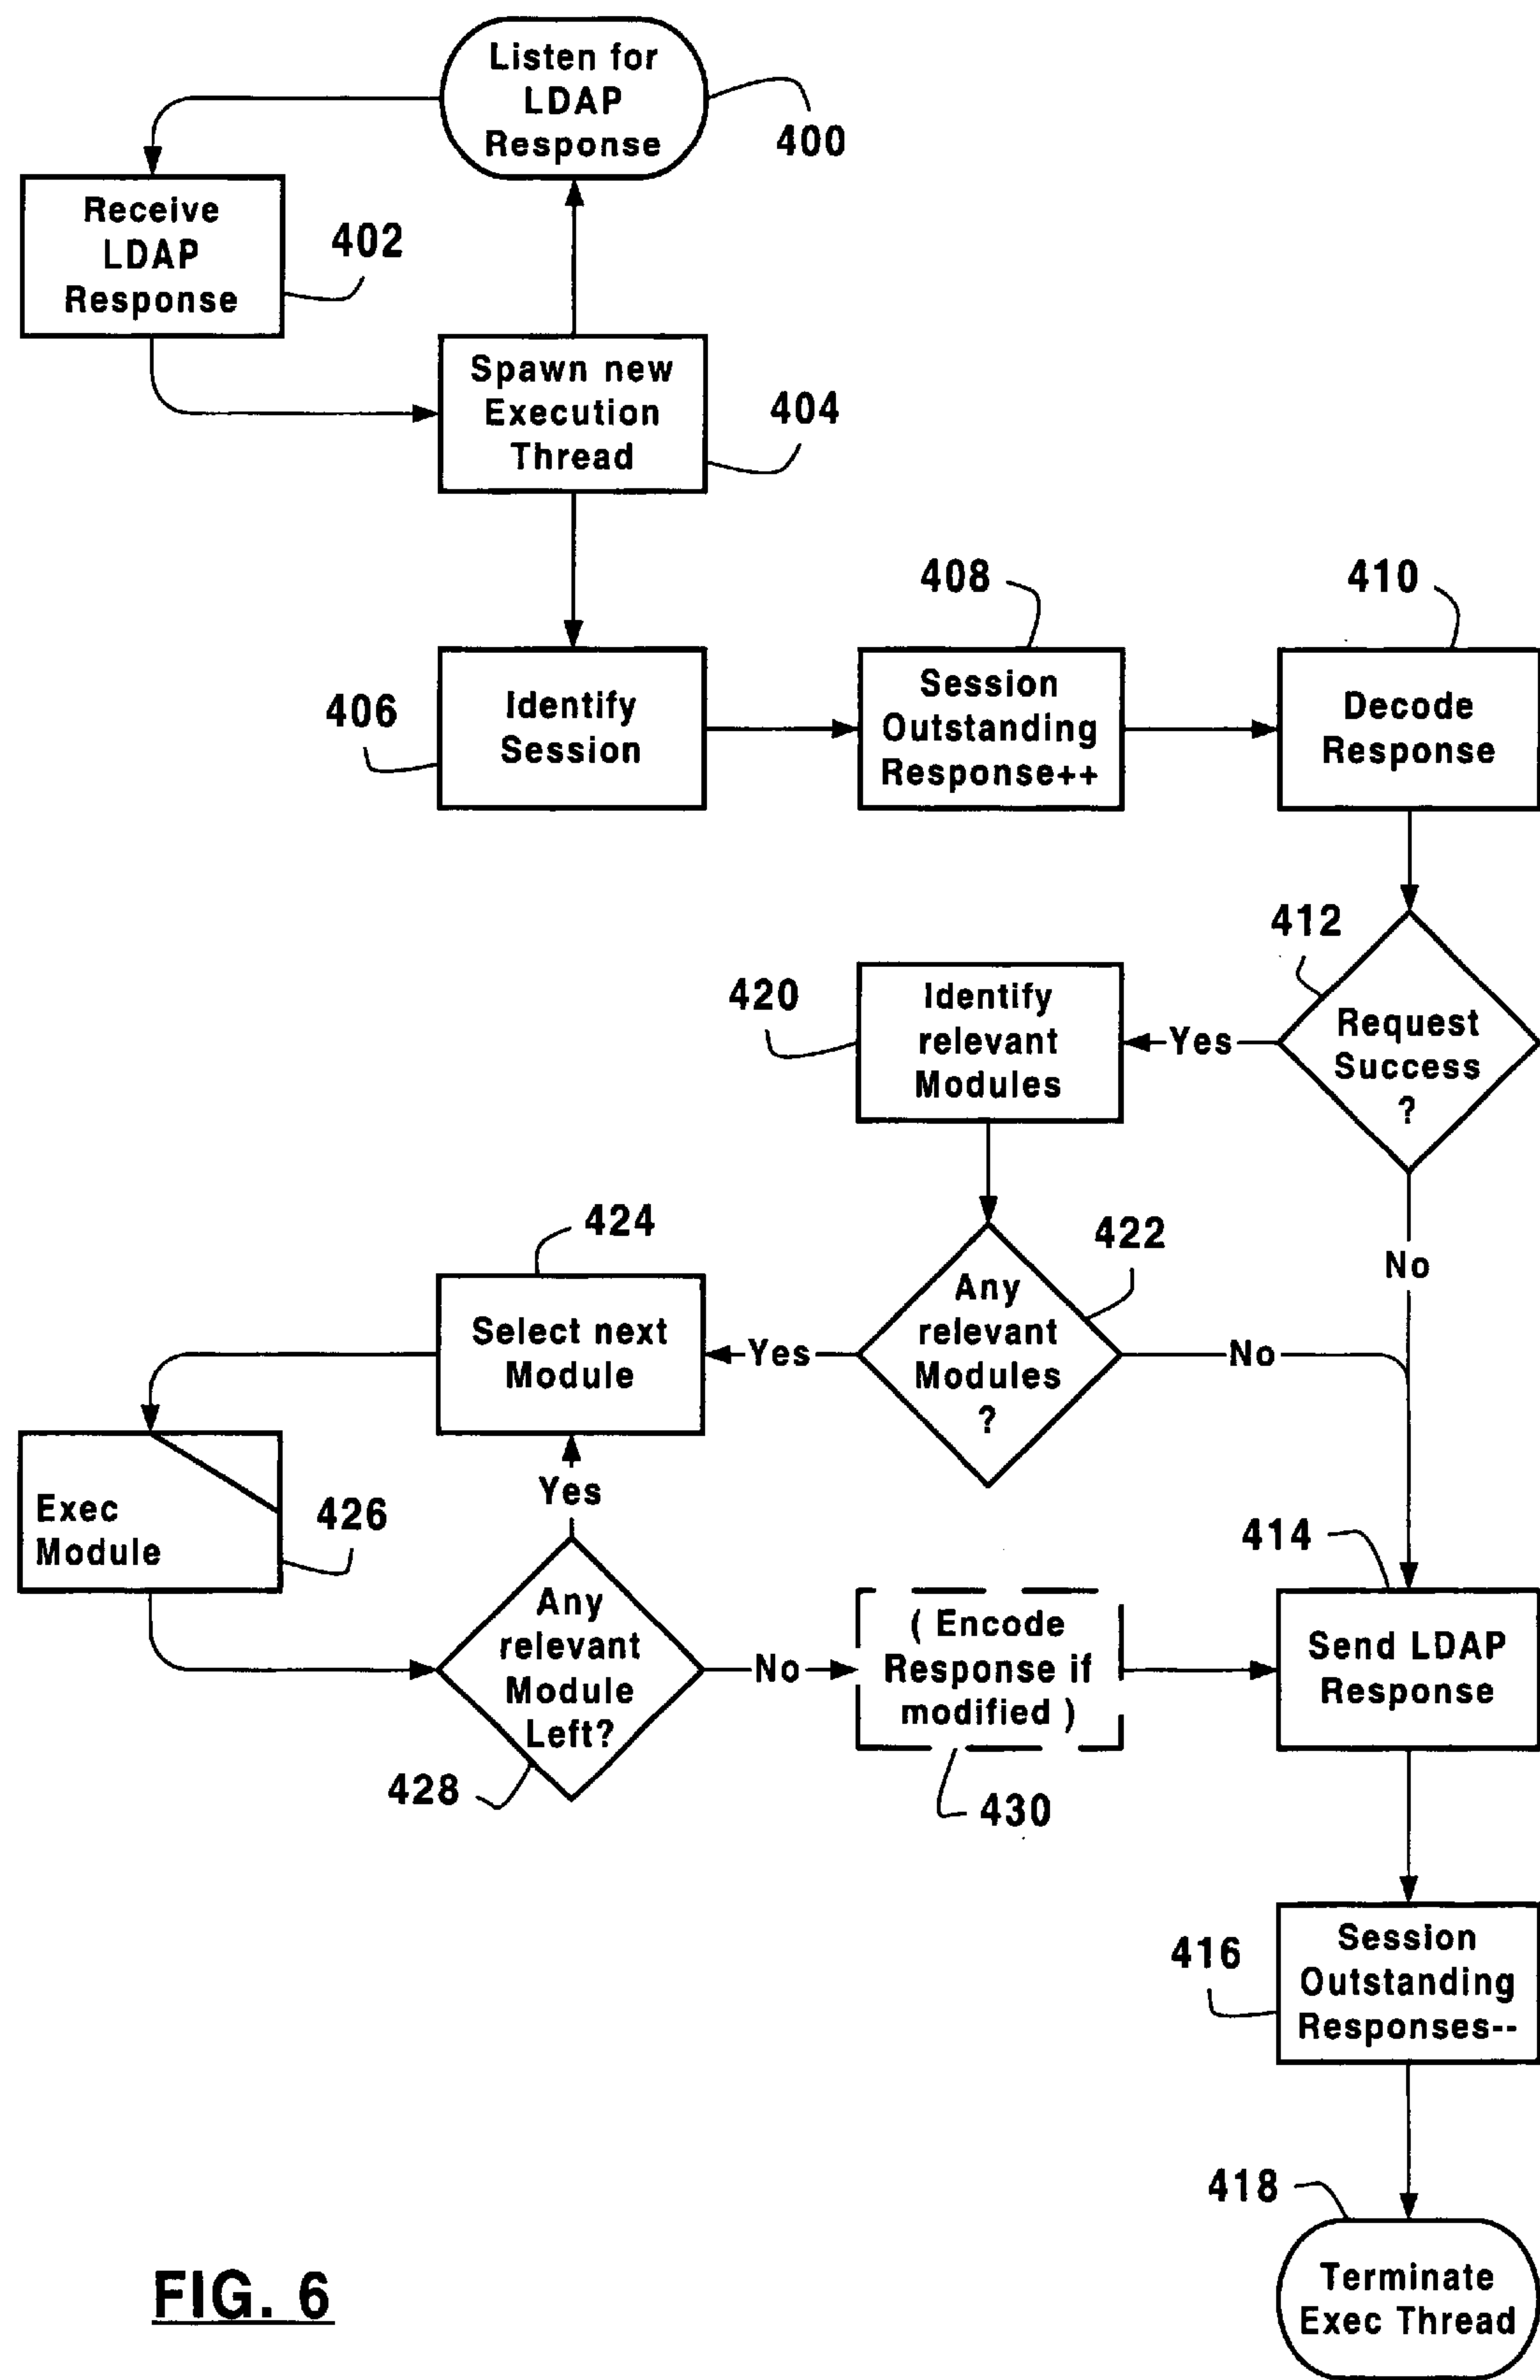 Listen for
LDAP
Response
400
Receive
LDAP
Response
402
Spawn new
Execution
Thread
404
408
410
406
Identify
Session
Session
Outstanding
Response++
Decode
Response
412
420
Identify
relevant
Modules
Yes
Request
Success
?
424
422
No
Select next
Module
Yes
Any
relevant
Modules
?
No
Yes
Exec
Module
426
414
Any
relevant
Module
Left?
No
( Encode
Response if
modified )
Send LDAP
Response
428
430
416
Session
Outstanding
Responses--
418
Terminate
Exec Thread
FIG. 6